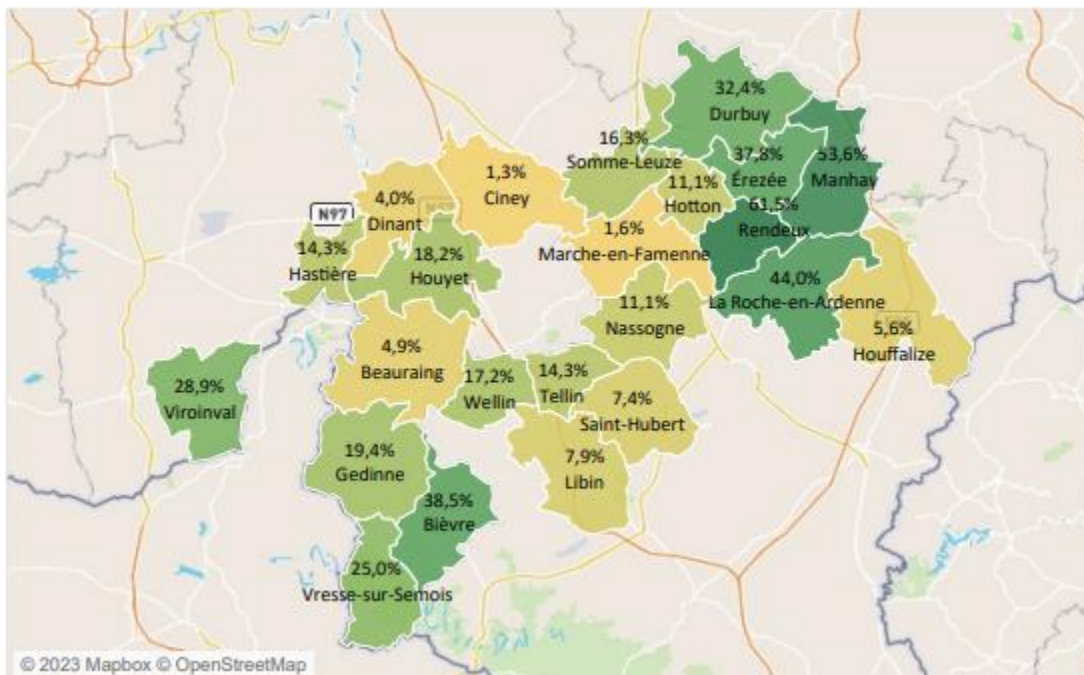 32,4%
Durbuy
16,3%
Somme-Leuze
37,8%
Érezée
53,6%
Manhay
11,1%
Hotton
61,5%
Rendeux
1,3%
Ciney
4,0%
Dinant
N97
14,3%
Hastière
18,2%
Houyet
1,6%
Marche-en-Famenne
44,0%
La Roche-en-Ardenne
11,1%
Nassogne
5,6%
Houffalize
4,9%
Beauraing
17,2%
Wellin
14,3%
Tellin
7,4%
Saint-Hubert
28,9%
Viroinval
19,4%
Gedinne
7,9%
Libin
38,5%
Bièvre
25,0%
Vresse-sur-Semois
© 2023 Mapbox © OpenStreetMap